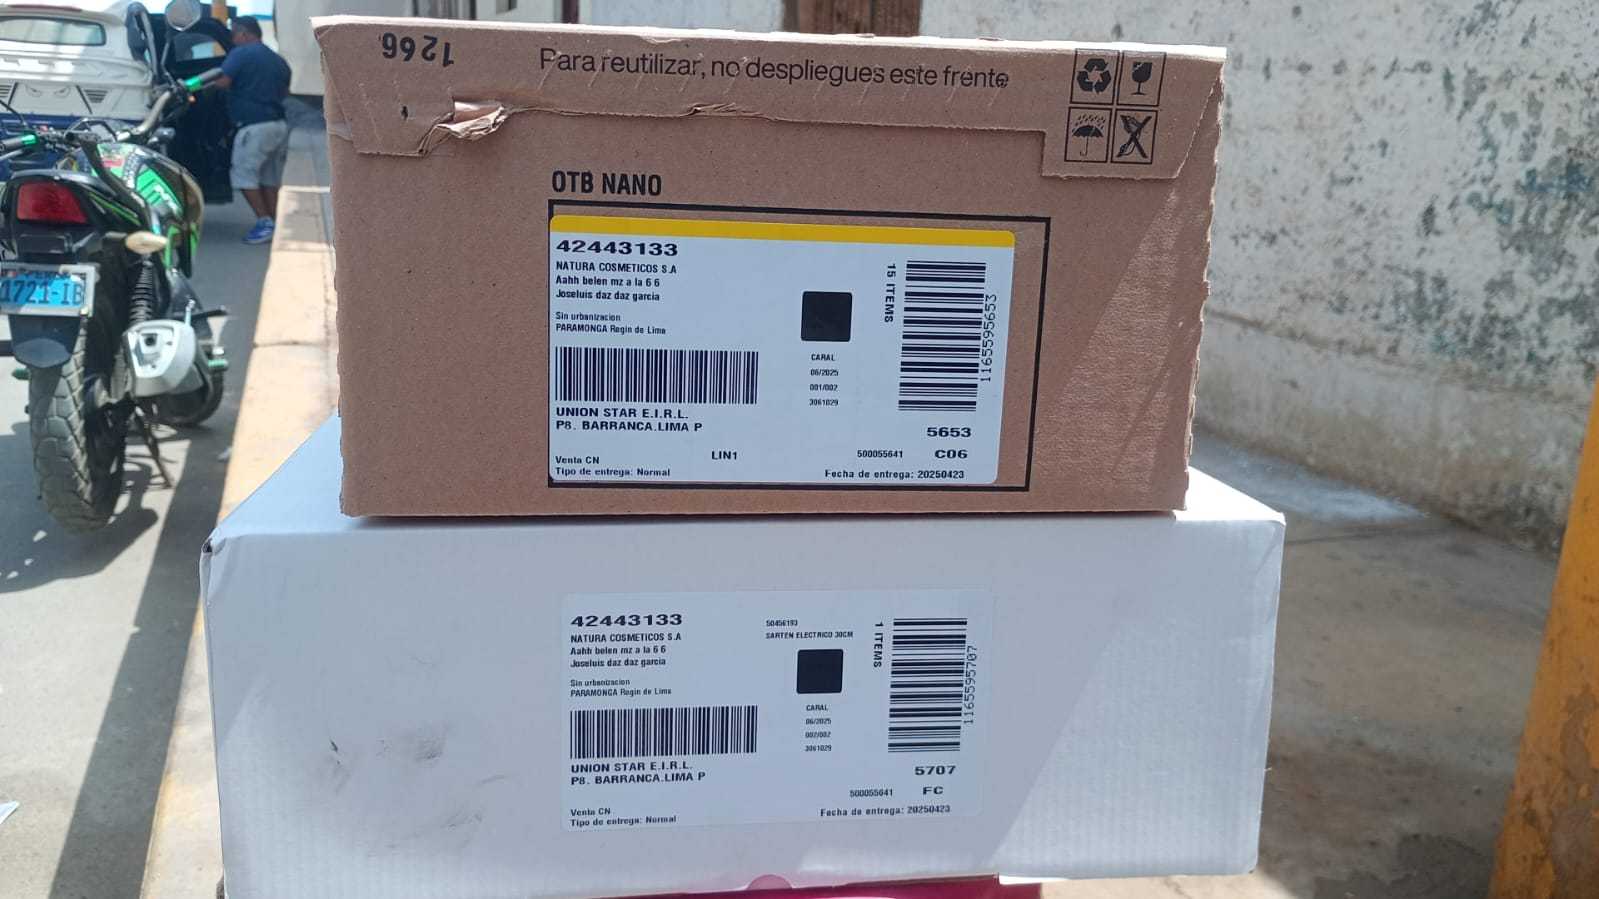 1266
Para reutilizar, no despliegues este frente
OTB NANO
42443133
NATURA COSMETICOS S.A
Aahh belen mz a la 6 6
Joseluis daz daz garcia
Sin urbanizacion
PARAMONGA Regin de Lima
UNION STAR E.I.R.L.
P8. BARRANCA.LIMA P
Venta CN
Tipo de entrega: Normal
LIN1
CARAL
06/2025
001/002
3061029
15 ITEMS
1165595653
5653
500055641 C06
Fecha de entrega: 20250423
42443133
NATURA COSMETICOS S.A
Aahh belen mz a la 6 6
Joseluis daz daz garcia
Sin urbanizacion
PARAMONGA Regin de Lima
UNION STAR E.I.R.L.
P8. BARRANCA.LIMA P
Venta CN
Tipo de entrega: Normal
50456193
SARTEN ELECTRICO 30CM
CARAL
06/2025
002/002
3061029
1 ITEMS
1165595707
5707
500055641 FC
Fecha de entrega: 20250423
PERU
1721-IB